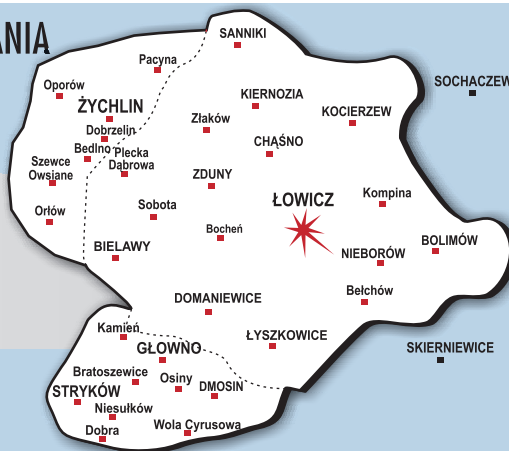 ANIA
SANNIKI
Pacyna
Oporów
SOCHACZEW
ŻYCHLIN
KIERNOZIA
KOCIERZEW
Dobrzelin
Złaków
CHĄŚNO
Bedlno
Plecka
Dąbrowa
Szewce
Owsiane
ZDUNY
ŁOWICZ
Kompina
Orłów
Sobota
Bocheń
BIELAWY
NIEBORÓW
BOLIMÓW
Bełchów
DOMANIEWICE
Kamień
ŁYSZKOWICE
GŁOWNO
SKIERNIEWICE
Bratoszewice
Osiny
DMOSIN
STRYKÓW
Niesułków
Dobra
Wola Cyrusowa